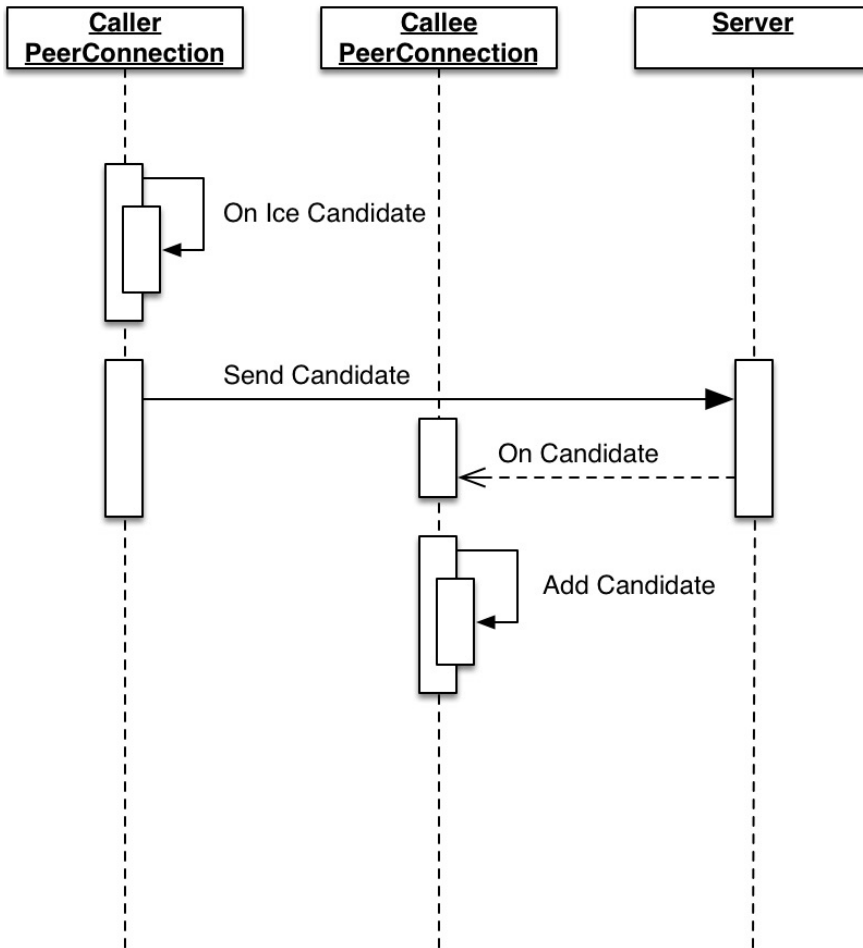 Caller
PeerConnection
Callee
PeerConnection
Server
On Ice Candidate
Send Candidate
On Candidate
Add Candidate